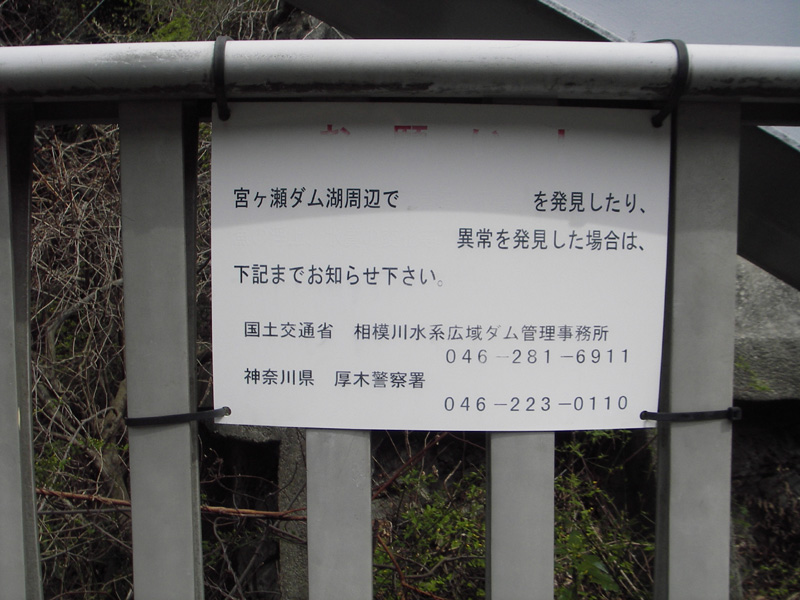 お願い
宮ヶ瀬ダム湖周辺で を発見したり、
異常を発見した場合は、
下記までお知らせ下さい。
国土交通省 相模川水系広域ダム管理事務所
046-281-6911
神奈川県 厚木警察署
046-223-0110